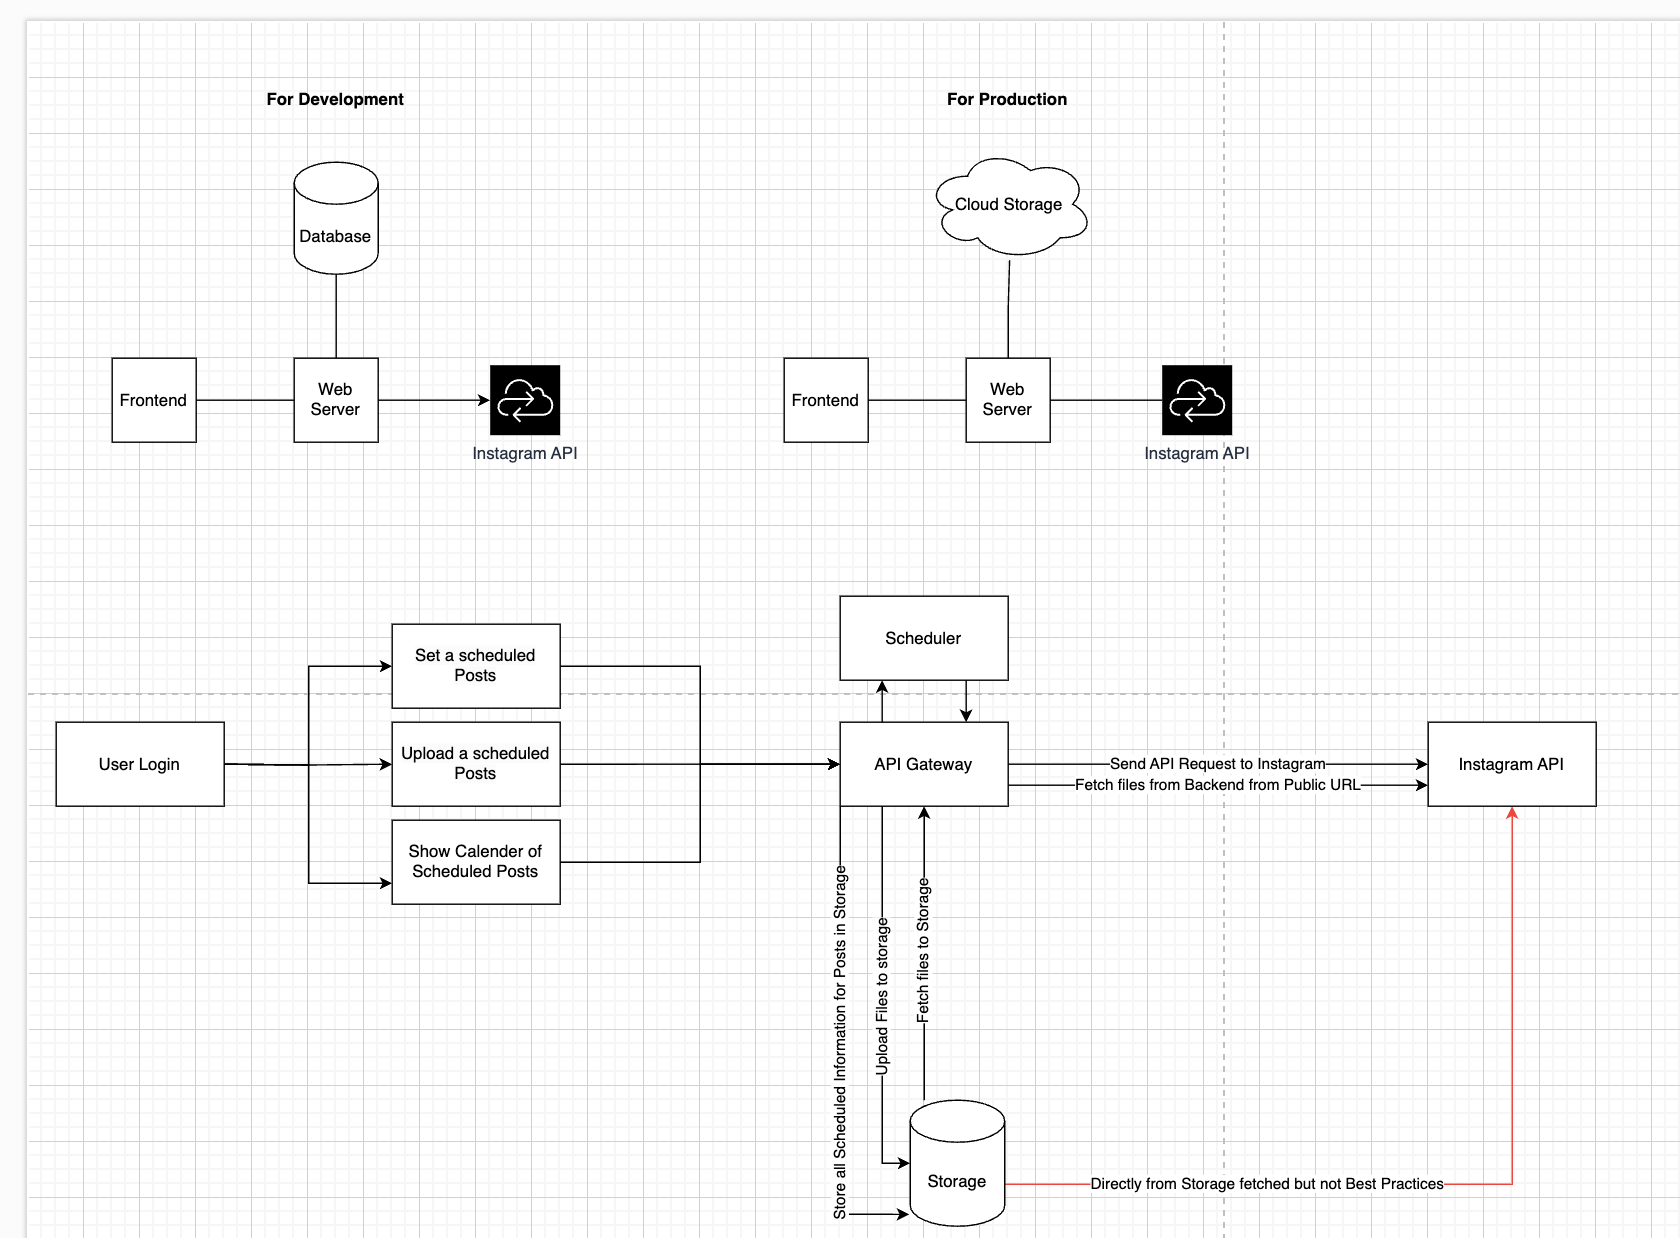 For Development
For Production
Database
Cloud Storage
Frontend
Web
Server
Instagram API
Frontend
Web
Server
Instagram API
Scheduler
Set a scheduled
Posts
User Login
Upload a scheduled
Posts
API Gateway
Send API Request to Instagram
Fetch files from Backend from Public URL
Instagram API
Show Calender of
Scheduled Posts
Store all Scheduled Information for Posts in Storage
Upload Files to storage
Fetch files to Storage
Storage
Directly from Storage fetched but not Best Practices